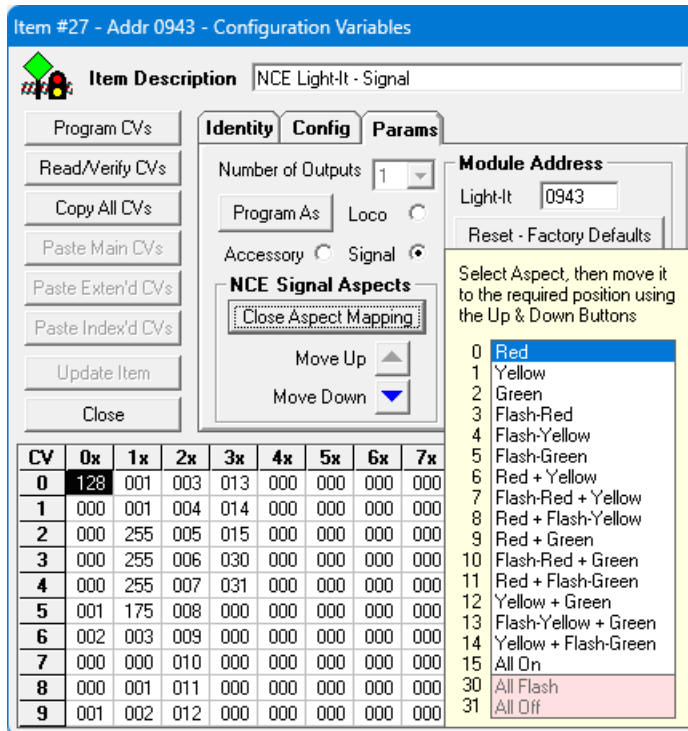 Item #27 - Addr 0943 - Configuration Variables
Item Description NCE Light-It - Signal
Program CVs
Read/Verify CVs
Copy All CVs
Paste Main CVs
Paste Exten'd CVs
Paste Index'd CVs
Update Item
Close
Identity Config Params
Number of Outputs 1
Program As Loco
Accessory Signal
NCE Signal Aspects
Close Aspect Mapping
Move Up
Move Down
Module Address
Light-It 0943
Reset - Factory Defaults
Select Aspect, then move it
to the required position using
the Up & Down Buttons
0 Red
1 Yellow
2 Green
3 Flash-Red
4 Flash-Yellow
5 Flash-Green
6 Red + Yellow
7 Flash-Red + Yellow
8 Red + Flash-Yellow
9 Red + Green
10 Flash-Red + Green
11 Red + Flash-Green
12 Yellow + Green
13 Flash-Yellow + Green
14 Yellow + Flash-Green
15 All On
30 All Flash
31 All Off
CV 0x 1x 2x 3x 4x 5x 6x 7x
0 128 001 003 013 000 000 000 000
1 000 001 004 014 000 000 000 000
2 000 255 005 015 000 000 000 000
3 000 255 006 030 000 000 000 000
4 000 255 007 031 000 000 000 000
5 001 175 008 000 000 000 000 000
6 002 003 009 000 000 000 000 000
7 000 000 010 000 000 000 000 000
8 000 001 011 000 000 000 000 000
9 001 002 012 000 000 000 000 000